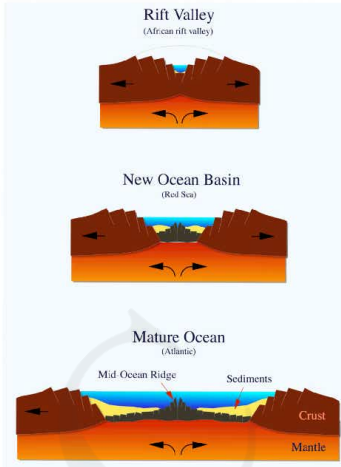 Rift Valley
(African rift valley)
New Ocean Basin
(Red Sea)
Mature Ocean
(Atlantic)
Mid-Ocean Ridge
Sediments
Crust
Mantle